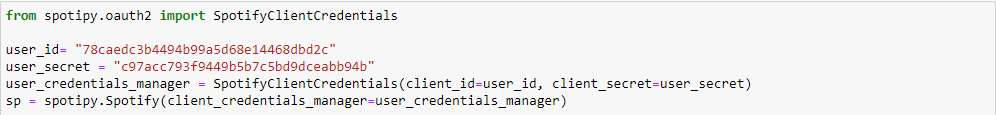 from spotipy.oauth2 import SpotifyClientCredentials
user_id= "78caedc3b4494b99a5d68e14468dbd2c"
user_secret = "c97acc793f9449b5b7c5bd9dceabb94b"
user_credentials_manager = SpotifyClientCredentials(client_id=user_id, client_secret=user_secret)
sp = spotipy.Spotify(client_credentials_manager=user_credentials_manager)